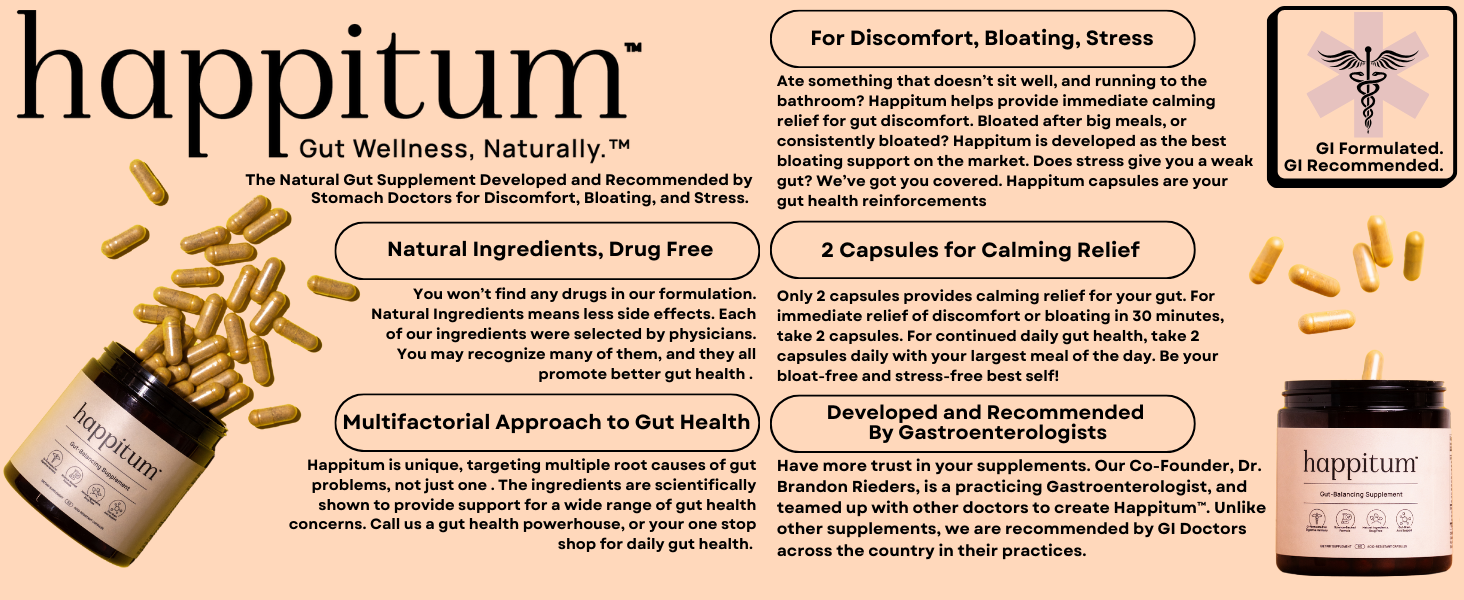 happitum™
Gut Wellness, Naturally.™
The Natural Gut Supplement Developed and Recommended by
Stomach Doctors for Discomfort, Bloating, and Stress.
Natural Ingredients, Drug Free
You won't find any drugs in our formulation.
Natural Ingredients means less side effects. Each
of our ingredients were selected by physicians.
You may recognize many of them, and they all
promote better gut health .
Multifactorial Approach to Gut Health
Happitum is unique, targeting multiple root causes of gut
problems, not just one . The ingredients are scientifically
shown to provide support for a wide range of gut health
concerns. Call us a gut health powerhouse, or your one stop
shop for daily gut health.
happitum™
Gut-Balancing Supplement
For Discomfort, Bloating, Stress
Ate something that doesn't sit well, and running to the
bathroom? Happitum helps provide immediate calming
relief for gut discomfort. Bloated after big meals, or
consistently bloated? Happitum is developed as the best
bloating support on the market. Does stress give you a weak
gut? We've got you covered. Happitum capsules are your
gut health reinforcements
2 Capsules for Calming Relief
Only 2 capsules provides calming relief for your gut. For
immediate relief of discomfort or bloating in 30 minutes,
take 2 capsules. For continued daily gut health, take 2
capsules daily with your largest meal of the day. Be your
bloat-free and stress-free best self!
Developed and Recommended
By Gastroenterologists
Have more trust in your supplements. Our Co-Founder, Dr.
Brandon Rieders, is a practicing Gastroenterologist, and
teamed up with other doctors to create Happitum™. Unlike
other supplements, we are recommended by GI Doctors
across the country in their practices.
GI Formulated.
GI Recommended.
happitum™
Gut-Balancing Supplement